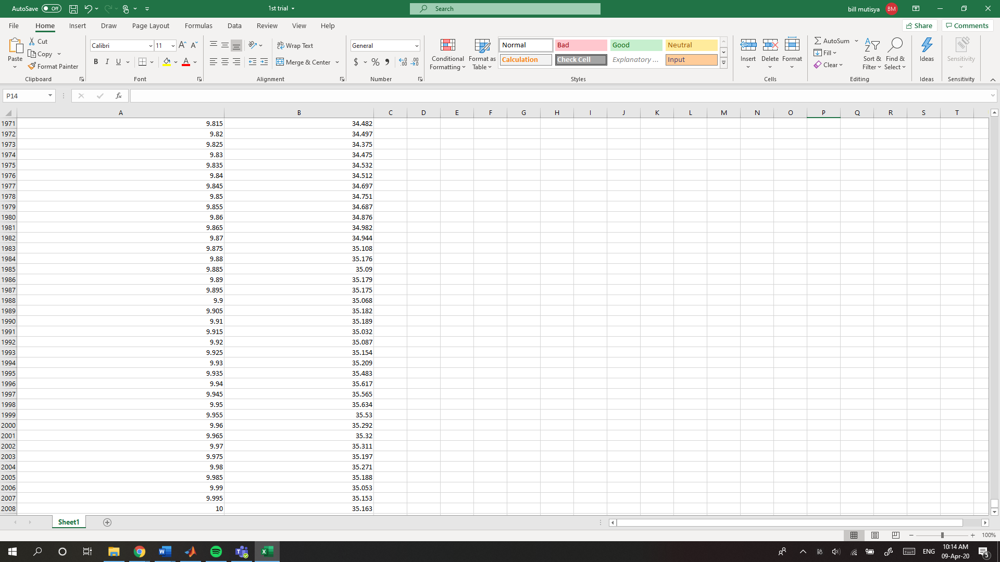 AutoSave Off 1st trial Search bill mutisya BM
File Home Insert Draw Page Layout Formulas Data Review View Help Share Comments
Paste Cut Copy Format Painter Clipboard
Calibri 11 A A B I U A Font
Wrap Text Merge & Center Alignment
General $ % Number
Conditional Formatting Format as Table
Normal Bad Good Neutral
Calculation Check Cell Explanatory ... Input
Styles
Insert Delete Format Cells
AutoSum Fill Clear Sort & Filter Find & Select Editing
Ideas Ideas
Sensitivity Sensitivity
P14 fx
A B C D E F G H I J K L M N O P Q R S T
1971 9.815 34.482
1972 9.82 34.497
1973 9.825 34.375
1974 9.83 34.475
1975 9.835 34.532
1976 9.84 34.512
1977 9.845 34.697
1978 9.85 34.751
1979 9.855 34.687
1980 9.86 34.876
1981 9.865 34.982
1982 9.87 34.944
1983 9.875 35.108
1984 9.88 35.176
1985 9.885 35.09
1986 9.89 35.179
1987 9.895 35.175
1988 9.9 35.068
1989 9.905 35.182
1990 9.91 35.189
1991 9.915 35.032
1992 9.92 35.087
1993 9.925 35.154
1994 9.93 35.209
1995 9.935 35.483
1996 9.94 35.617
1997 9.945 35.565
1998 9.95 35.634
1999 9.955 35.53
2000 9.96 35.292
2001 9.965 35.32
2002 9.97 35.311
2003 9.975 35.197
2004 9.98 35.271
2005 9.985 35.188
2006 9.99 35.053
2007 9.995 35.153
2008 10 35.163
Sheet1
100%
ENG 10:14 AM
09-Apr-20 5